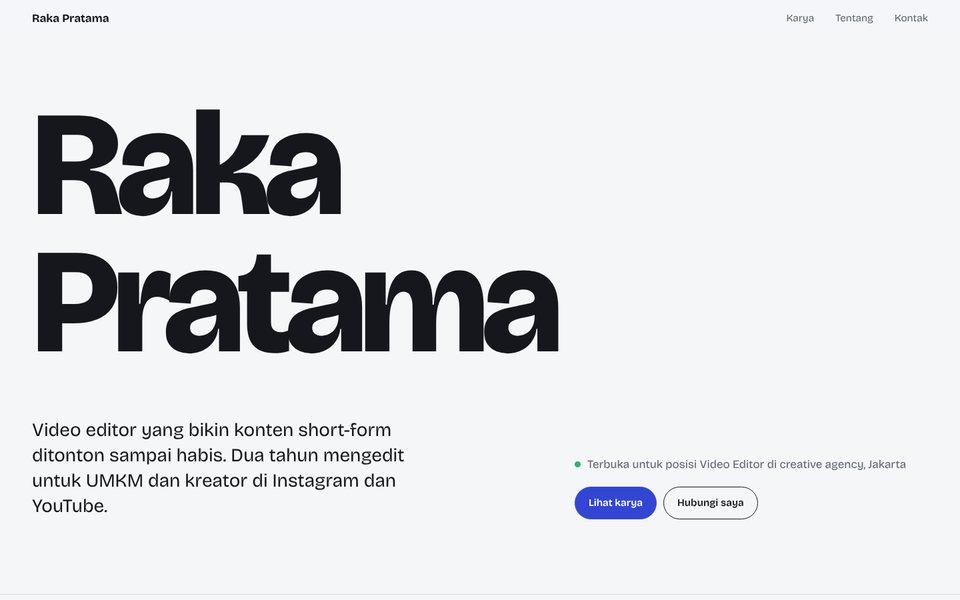 Raka Pratama
Karya
Tentang
Kontak
Raka
Pratama
Video editor yang bikin konten short-form
ditonton sampai habis. Dua tahun mengedit
untuk UMKM dan kreator di Instagram dan
YouTube.
Terbuka untuk posisi Video Editor di creative agency, Jakarta
Lihat karya
Hubungi saya